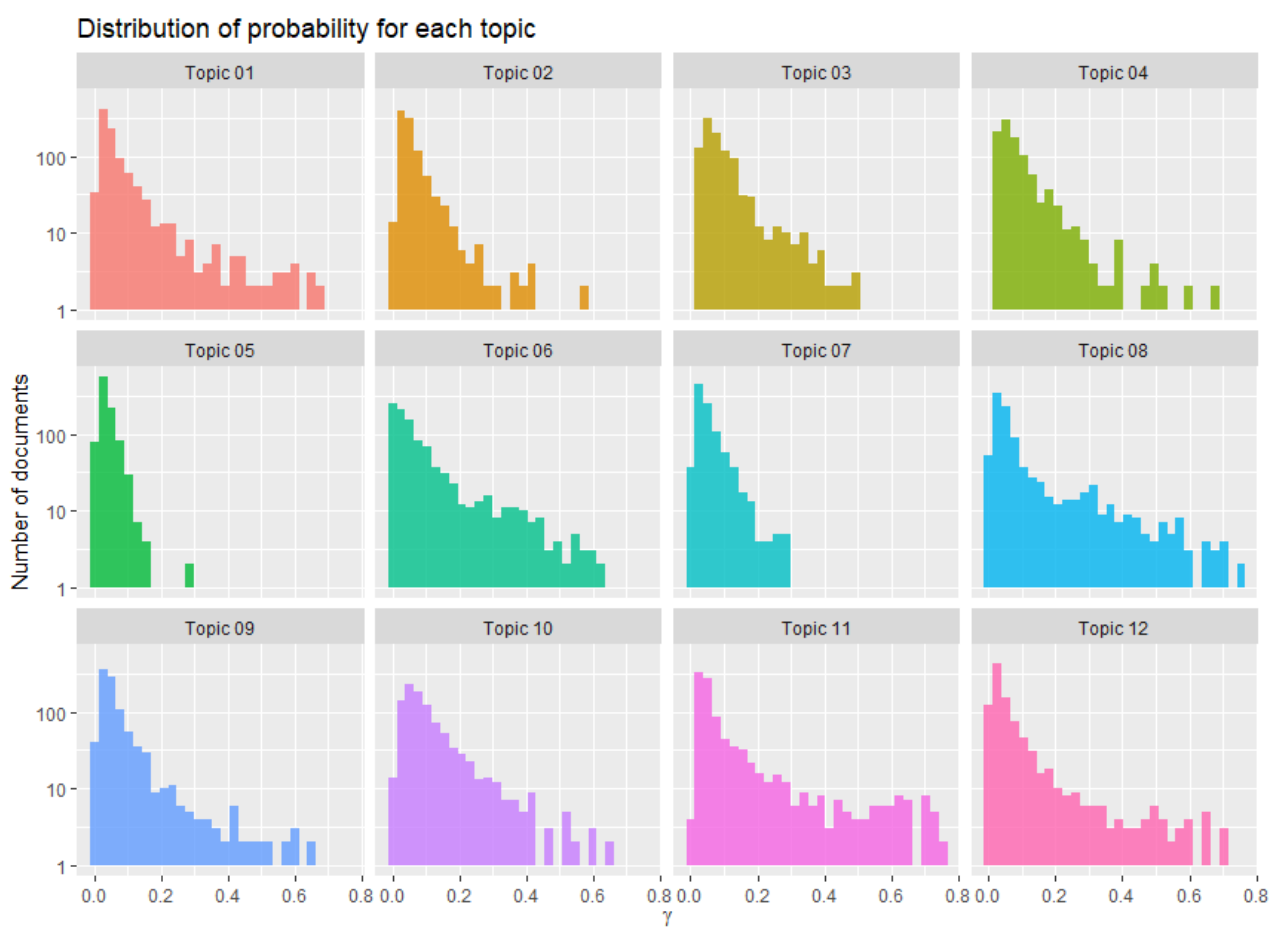 Distribution of probability for each topic
Topic 01 Topic 02 Topic 03 Topic 04
100
10
1
Topic 05 Topic 06 Topic 07 Topic 08
Number of documents
100
10
1
Topic 09 Topic 10 Topic 11 Topic 12
100
10
1
0.0 0.2 0.4 0.6 0.8 0.0 0.2 0.4 0.6 0.8 0.0 0.2 0.4 0.6 0.8 0.0 0.2 0.4 0.6 0.8
γ